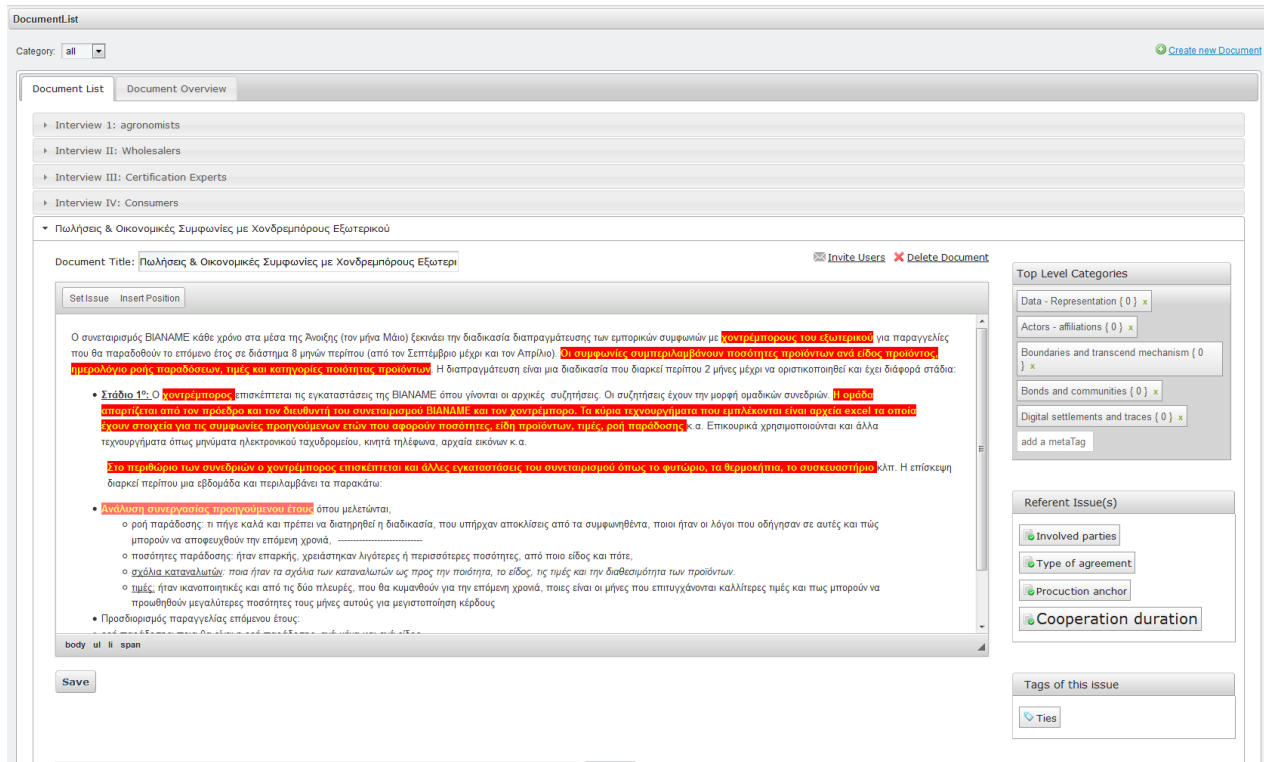 DocumentList
Category: all
Create new Document
Document List Document Overview
Interview 1: agronomists
Interview II: Wholesalers
Interview III: Certification Experts
Interview IV: Consumers
Πωλήσεις & Οικονομικές Συμφωνίες με Χονδρεμπόρους Εξωτερικού
Document Title: Πωλήσεις & Οικονομικές Συμφωνίες με Χονδρεμπόρους Εξωτερι
Invite Users Delete Document
Set Issue Insert Position
Ο συνεταιρισμός ΒΙΑΝΑΜΕ κάθε χρόνο στα μέσα της Άνοιξης (τον μήνα Μάιο) ξεκινάει την διαδικασία διαπραγμάτευσης των εμπορικών συμφωνιών με χοντρέμπορους του εξωτερικού για παραγγελίες
που θα παραδοθούν το επόμενο έτος σε διάστημα 8 μηνών περίπου (από τον Σεπτέμβριο μέχρι και τον Απρίλιο). Οι συμφωνίες συμπεριλαμβάνουν ποσότητες προϊόντων ανά είδος προϊόντος,
ημερολόγιο ροής παραδόσεων, τιμές και κατηγορίες ποιότητας προϊόντων. Η διαπραγμάτευση είναι μια διαδικασία που διαρκεί περίπου 2 μήνες μέχρι να οριστικοποιηθεί και έχει διάφορά στάδια:
• Στάδιο 1º: Ο χοντρέμπορος επισκέπτεται τις εγκαταστάσεις της ΒΙΑΝΑΜΕ όπου γίνονται οι αρχικές συζητήσεις. Οι συζητήσεις έχουν την μορφή ομαδικών συνεδριών. Η ομάδα
απαρτίζεται από τον πρόεδρο και τον διευθυντή του συνεταιρισμού ΒΙΑΝΑΜΕ και τον χοντρέμπορο. Τα κύρια τεχνουργήματα που εμπλέκονται είναι αρχεία excel τα οποία
έχουν στοιχεία για τις συμφωνίες προηγούμενων ετών που αφορούν ποσότητες, είδη προϊόντων, τιμές, ροή παράδοσης κ.α. Επικουρικά χρησιμοποιούνται και άλλα
τεχνουργήματα όπως μηνύματα ηλεκτρονικού ταχυδρομείου, κινητά τηλέφωνα, αρχαία εικόνων κ.α.
Στο περιθώριο των συνεδριών ο χοντρέμπορος επισκέπτεται και άλλες εγκαταστάσεις του συνεταιρισμού όπως το φυτώριο, τα θερμοκήπια, το συσκευαστήριο κλπ. Η επίσκεψη
διαρκεί περίπου μια εβδομάδα και περιλαμβάνει τα παρακάτω:
• Ανάλυση συνεργασίας προηγούμενου έτους όπου μελετώνται,
o ροή παράδοσης: τι πήγε καλά και πρέπει να διατηρηθεί η διαδικασία, που υπήρχαν αποκλίσεις από τα συμφωνηθέντα, ποιοι ήταν οι λόγοι που οδήγησαν σε αυτές και πώς
μπορούν να αποφευχθούν την επόμενη χρονιά, ----------------------------
o ποσότητες παράδοσης: ήταν επαρκής, χρειάστηκαν λιγότερες ή περισσότερες ποσότητες, από ποιο είδος και πότε,
o σχόλια καταναλωτών: ποια ήταν τα σχόλια των καταναλωτών ως προς την ποιότητα, το είδος, τις τιμές και την διαθεσιμότητα των προϊόντων.
o τιμές: ήταν ικανοποιητικές και από τις δύο πλευρές, που θα κυμανθούν για την επόμενη χρονιά, ποιες είναι οι μήνες που επιτυγχάνονται καλλίτερες τιμές και πως μπορούν να
προωθηθούν μεγαλύτερες ποσότητες τους μήνες αυτούς για μεγιστοποίηση κέρδους
• Προσδιορισμός παραγγελίας επόμενου έτους:
body ul li span
Save
Top Level Categories
Data - Representation { 0 } x
Actors - affiliations { 0 } x
Boundaries and transcend mechanism { 0
} x
Bonds and communities { 0 } x
Digital settlements and traces { 0 } x
add a metaTag
Referent Issue(s)
Involved parties
Type of agreement
Procuction anchor
Cooperation duration
Tags of this issue
Ties